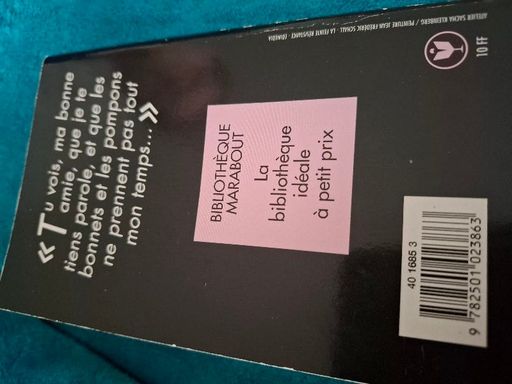 « Tu vois, ma bonne
amie, que je te
tiens parole, et que les
bonnets et les pompons
ne prennent pas tout
mon temps... »
BIBLIOTHÈQUE
MARABOUT
La
bibliothèque
idéale
à petit prix
ATELIER SACHA KLEINBERG / PEINTURE JEAN FRÉDÉRIC SCHALL : LA FEINTE RÉSISTANCE
10 FF
40 1685 3
9 782501 023863